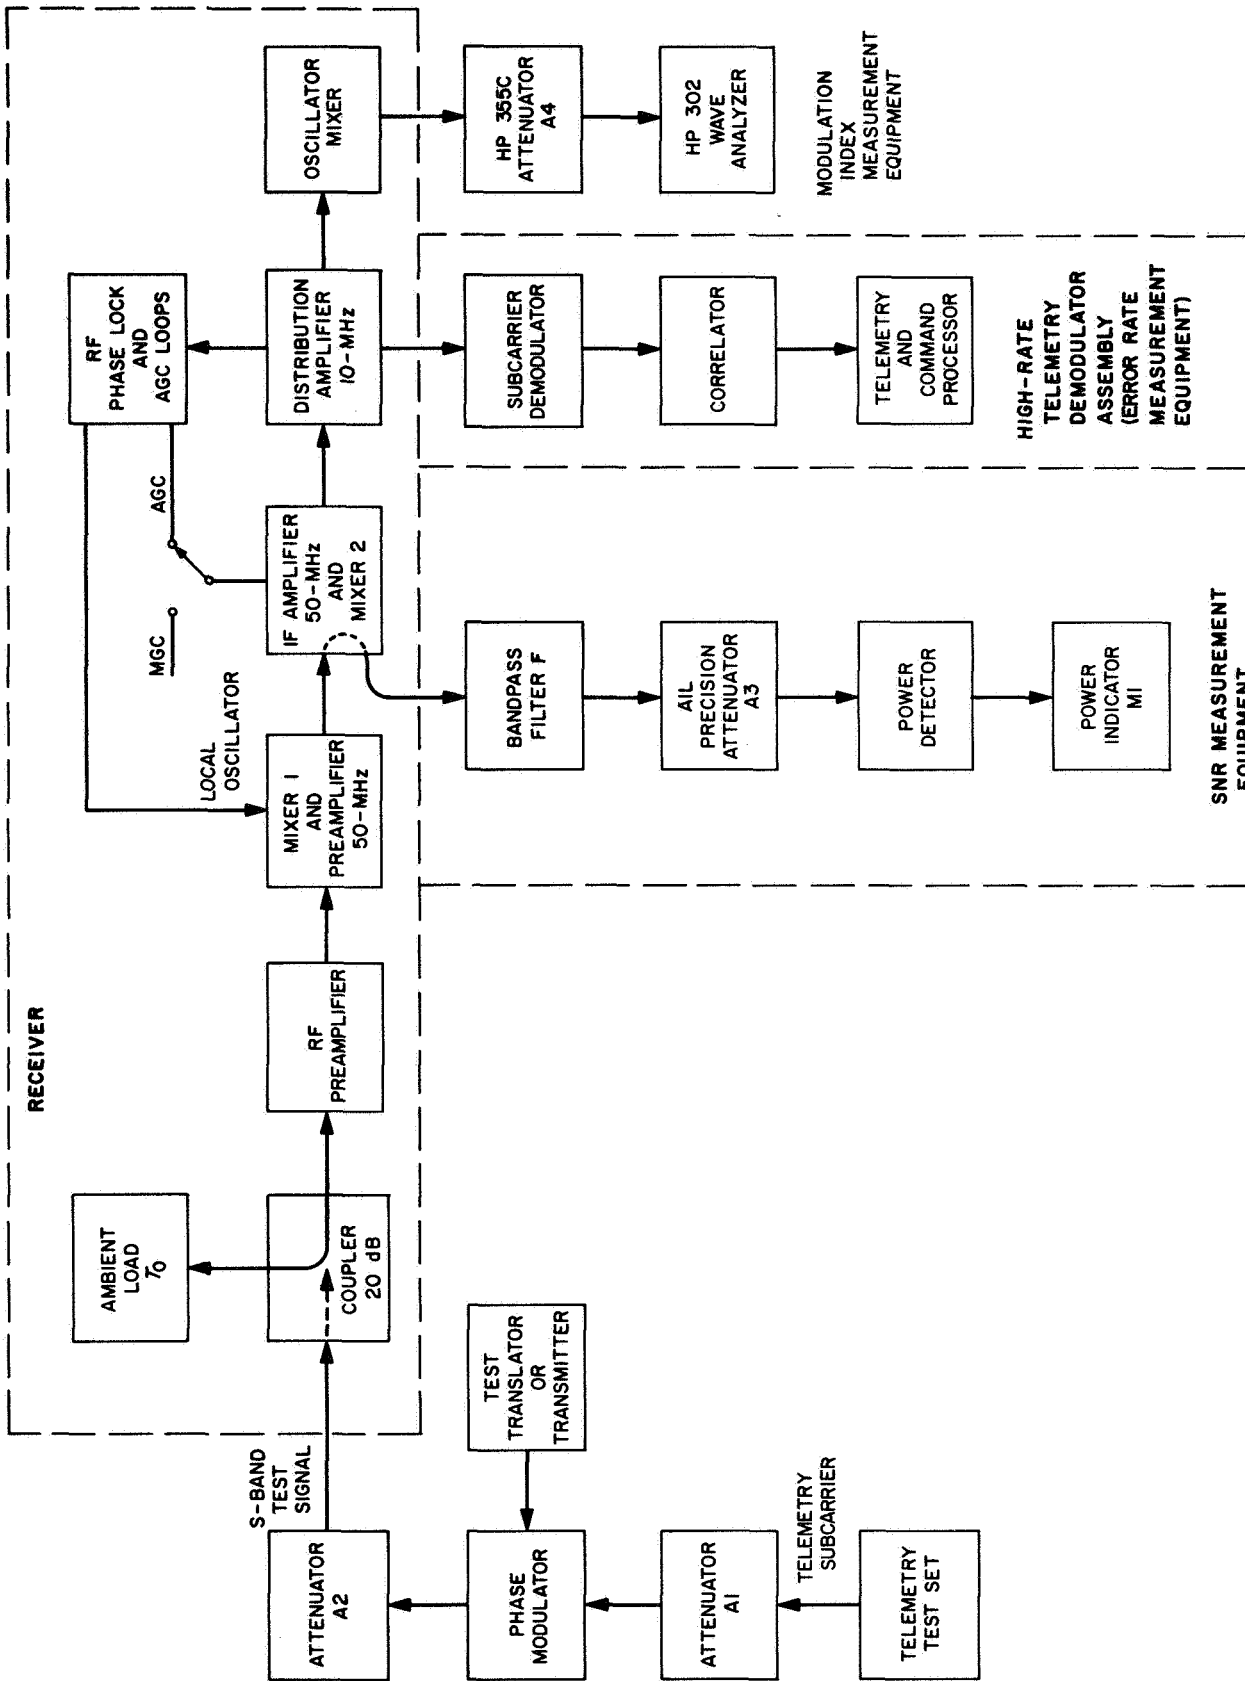 RECEIVER
AMBIENT
LOAD
T0
COUPLER
20 dB
RF
PREAMPLIFIER
MIXER 1
AND
PREAMPLIFIER
50-MHz
LOCAL
OSCILLATOR
MGC
AGC
IF AMPLIFIER
50-MHz
AND
MIXER 2
RF
PHASE LOCK
AND
AGC LOOPS
DISTRIBUTION
AMPLIFIER
10-MHz
OSCILLATOR
MIXER
S-BAND
TEST
SIGNAL
ATTENUATOR
A2
PHASE
MODULATOR
TEST
TRANSLATOR
OR
TRANSMITTER
ATTENUATOR
A1
TELEMETRY
SUBCARRIER
TELEMETRY
TEST SET
BANDPASS
FILTER F
AIL
PRECISION
ATTENUATOR
A3
POWER
DETECTOR
POWER
INDICATOR
M1
SNR MEASUREMENT
EQUIPMENT
SUBCARRIER
DEMODULATOR
CORRELATOR
TELEMETRY
AND
COMMAND
PROCESSOR
HIGH-RATE
TELEMETRY
DEMODULATOR
ASSEMBLY
(ERROR RATE
MEASUREMENT
EQUIPMENT)
HP 355C
ATTENUATOR
A4
HP 302
WAVE
ANALYZER
MODULATION
INDEX
MEASUREMENT
EQUIPMENT